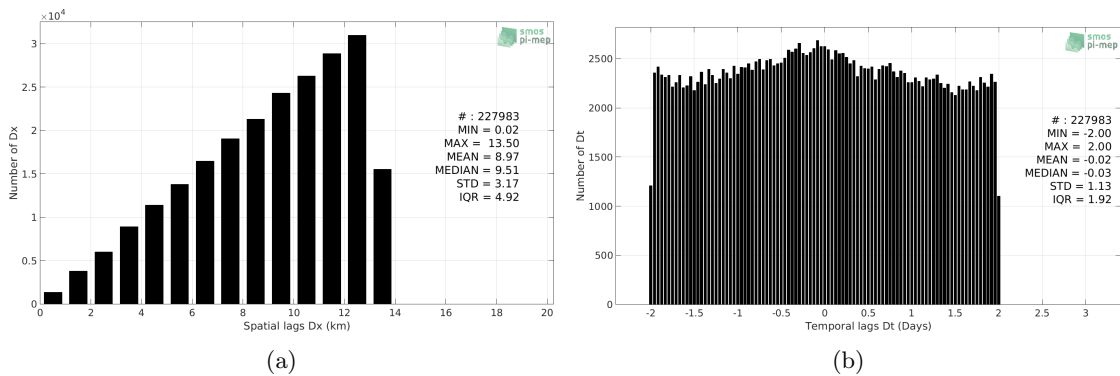 ×10⁴
3
2.5
2
1.5
1
0.5
0
Number of Dx
smos
pi-mep
# : 227983
MIN = 0.02
MAX = 13.50
MEAN = 8.97
MEDIAN = 9.51
STD = 3.17
IQR = 4.92
0 2 4 6 8 10 12 14 16 18 20
Spatial lags Dx (km)
(a)
2500
2000
1500
1000
500
0
Number of Dt
smos
pi-mep
# : 227983
MIN = -2.00
MAX = 2.00
MEAN = -0.02
MEDIAN = -0.03
STD = 1.13
IQR = 1.92
-2 -1.5 -1 -0.5 0 0.5 1 1.5 2 2.5 3
Temporal lags Dt (Days)
(b)